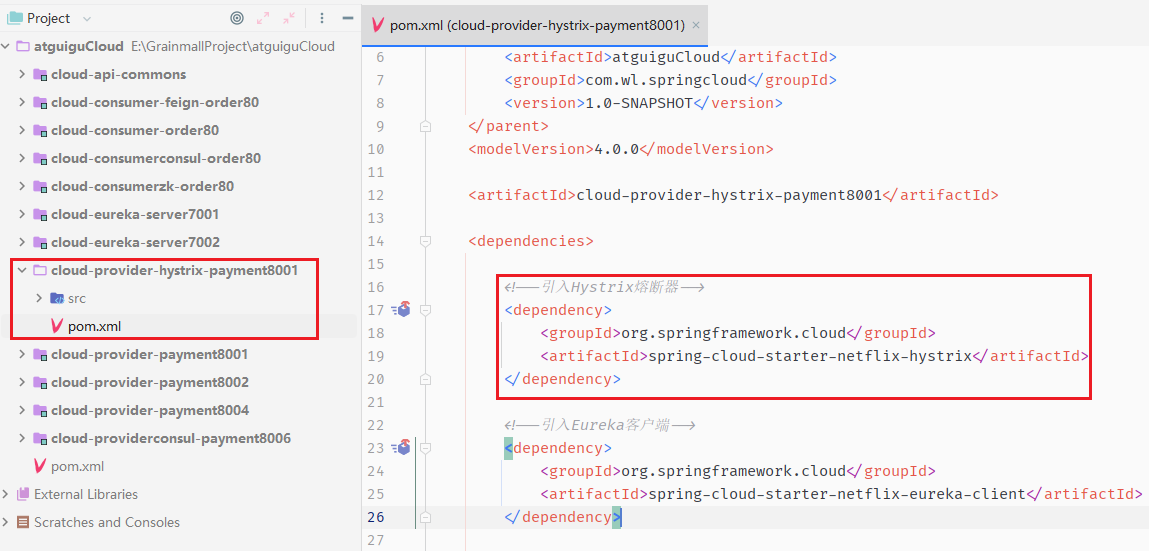 Project
atguiguCloud E:\GrainmallProject\atguiguCloud
cloud-api-commons
cloud-consumer-feign-order80
cloud-consumer-order80
cloud-consumerconsul-order80
cloud-consumerzk-order80
cloud-eureka-server7001
cloud-eureka-server7002
cloud-provider-hystrix-payment8001
src
pom.xml
cloud-provider-payment8001
cloud-provider-payment8002
cloud-provider-payment8004
cloud-providerconsul-payment8006
pom.xml
External Libraries
Scratches and Consoles
pom.xml (cloud-provider-hystrix-payment8001)
6 <artifactId>atguiguCloud</artifactId>
7 <groupId>com.wl.springcloud</groupId>
8 <version>1.0-SNAPSHOT</version>
9 </parent>
10 <modelVersion>4.0.0</modelVersion>
11
12 <artifactId>cloud-provider-hystrix-payment8001</artifactId>
13
14 <dependencies>
15
16 <!--引入Hystrix熔断器-->
17 <dependency>
18 <groupId>org.springframework.cloud</groupId>
19 <artifactId>spring-cloud-starter-netflix-hystrix</artifactId>
20 </dependency>
21
22 <!--引入Eureka客户端-->
23 <dependency>
24 <groupId>org.springframework.cloud</groupId>
25 <artifactId>spring-cloud-starter-netflix-eureka-client</artifactId>
26 </dependency>
27